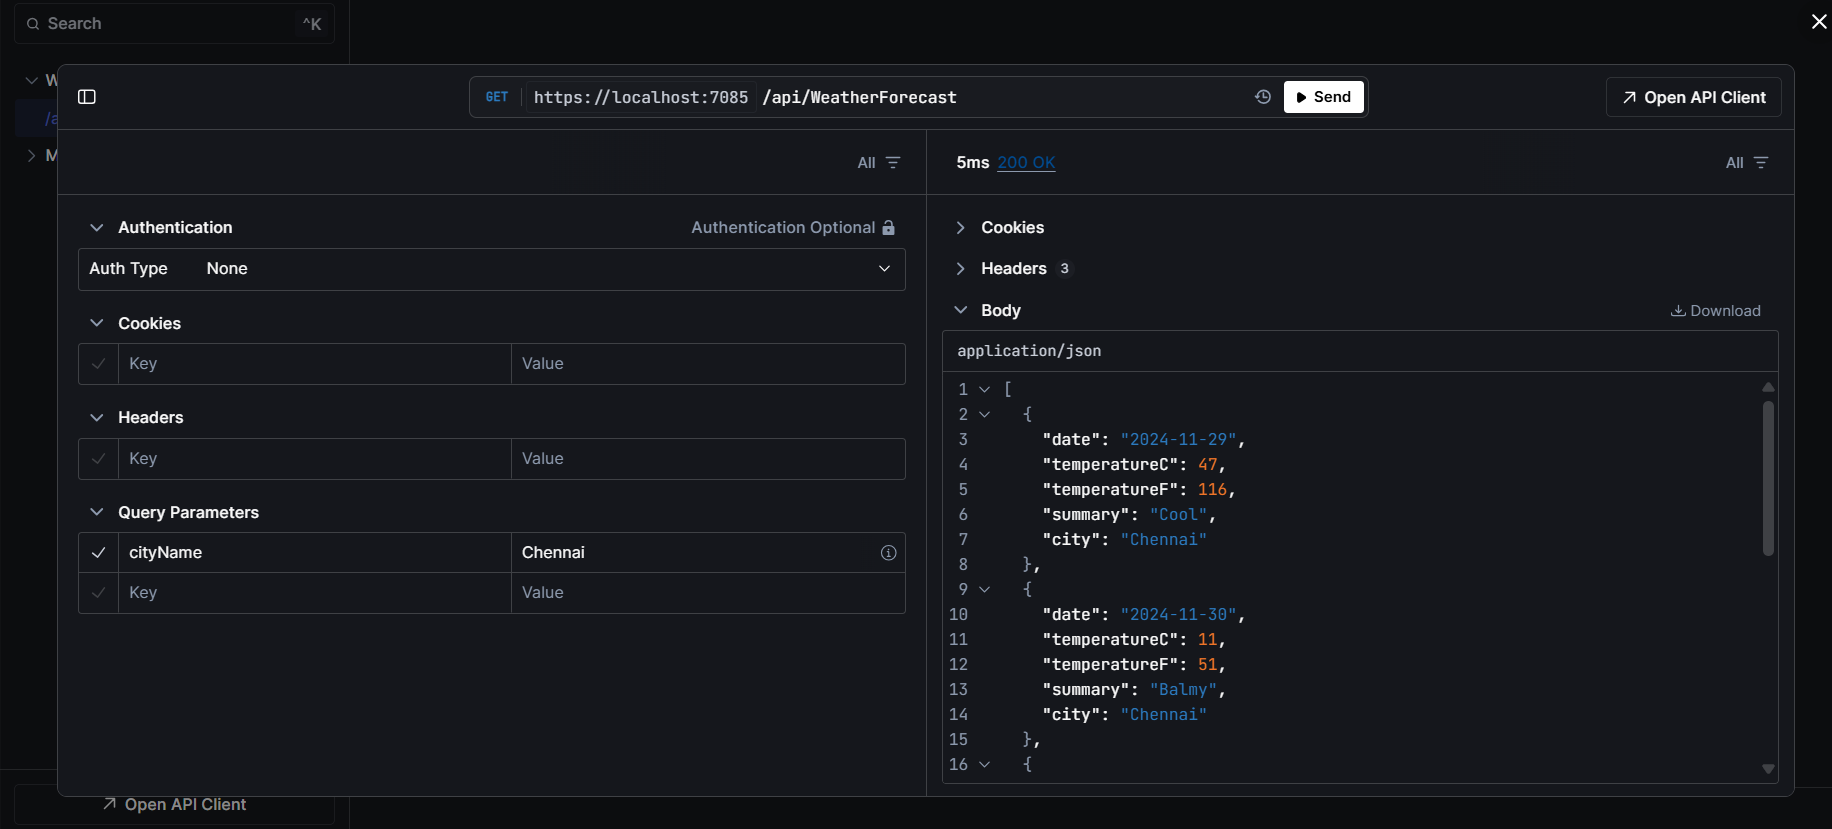 Search ^K
W
/a
M
GET https://localhost:7085 /api/WeatherForecast Send
Open API Client
All
5ms 200 OK All
Authentication Authentication Optional
Auth Type None
Cookies
Key Value
Headers
Key Value
Query Parameters
cityName Chennai
Key Value
Cookies
Headers 3
Body Download
application/json
1 [
2 {
3 "date": "2024-11-29",
4 "temperatureC": 47,
5 "temperatureF": 116,
6 "summary": "Cool",
7 "city": "Chennai"
8 },
9 {
10 "date": "2024-11-30",
11 "temperatureC": 11,
12 "temperatureF": 51,
13 "summary": "Balmy",
14 "city": "Chennai"
15 },
16 {
Open API Client